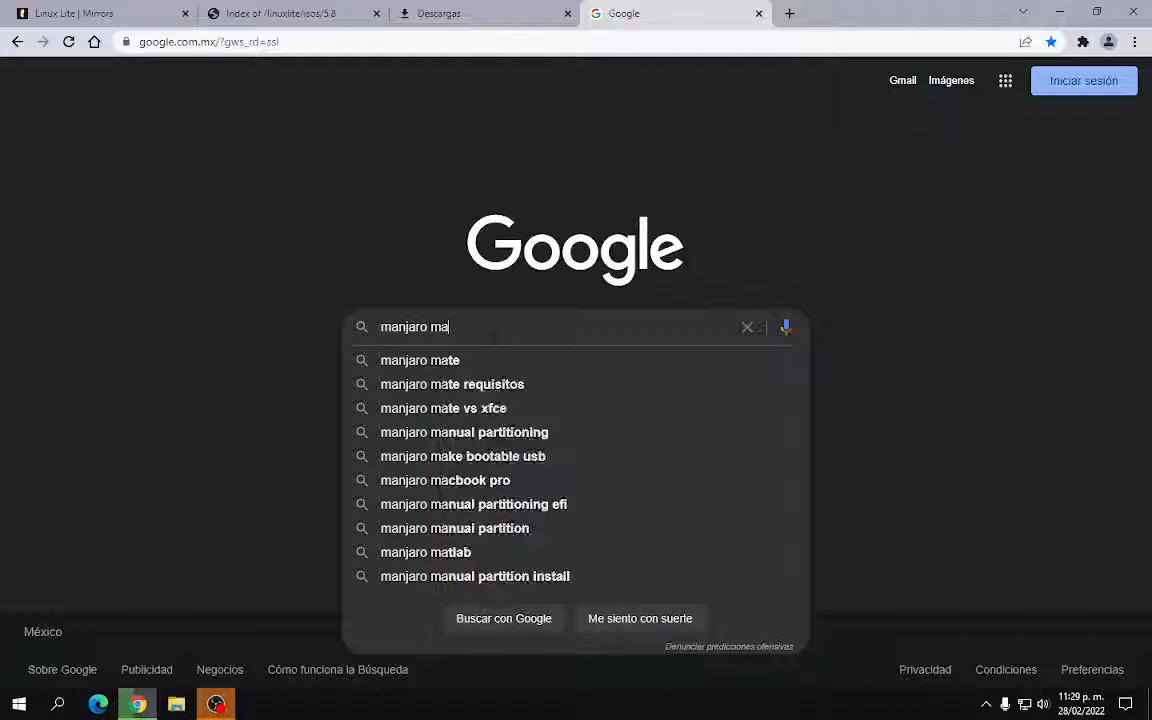 Linux Lite | Mirrors
Index of /linuxlite/isos/5.8
Descargas
Google
google.com.mx/?gws_rd=ssl
Gmail
Imágenes
Iniciar sesión
Google
manjaro ma
manjaro mate
manjaro mate requisitos
manjaro mate vs xfce
manjaro manual partitioning
manjaro make bootable usb
manjaro macbook pro
manjaro manual partitioning efi
manjaro manual partition
manjaro matlab
manjaro manual partition install
Buscar con Google
Me siento con suerte
Denunciar predicciones ofensivas
México
Sobre Google
Publicidad
Negocios
Cómo funciona la Búsqueda
Privacidad
Condiciones
Preferencias
11:29 p. m.
28/02/2022